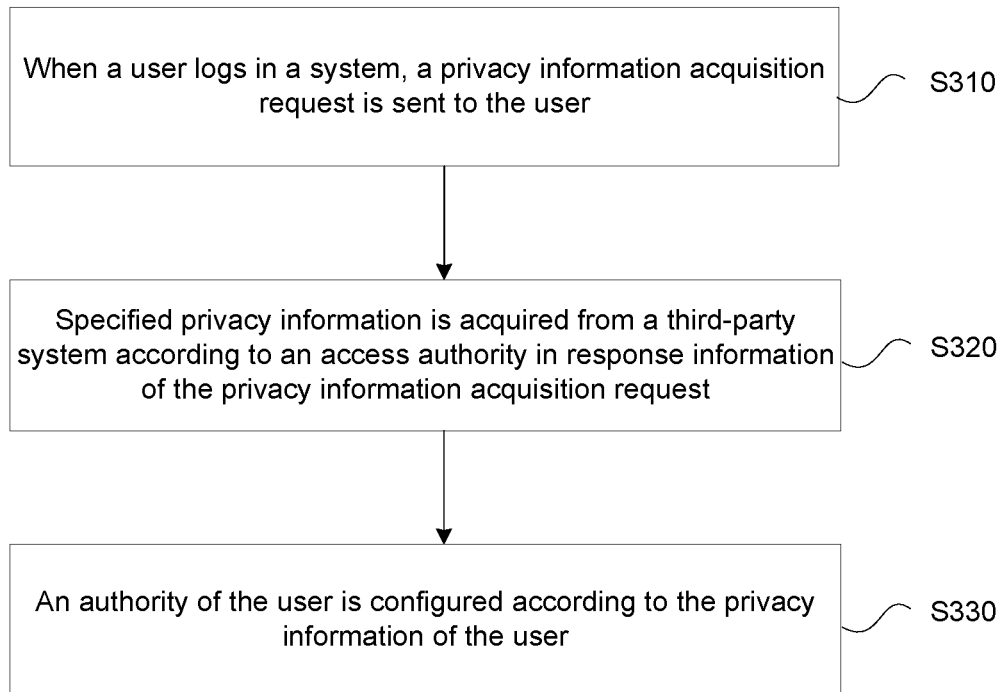 When a user logs in a system, a privacy information acquisition
request is sent to the user
S310
Specified privacy information is acquired from a third-party
system according to an access authority in response information
of the privacy information acquisition request
S320
An authority of the user is configured according to the privacy
information of the user
S330